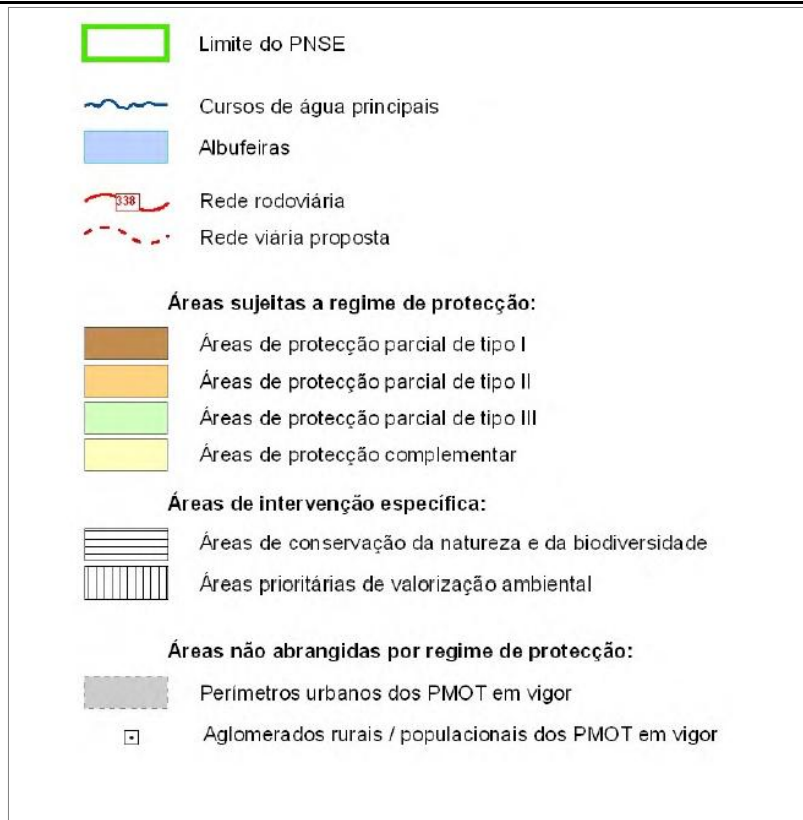 Limite do PNSE
Cursos de água principais
Albufeiras
338
Rede rodoviária
Rede viária proposta
Áreas sujeitas a regime de protecção:
Áreas de protecção parcial de tipo I
Áreas de protecção parcial de tipo II
Áreas de protecção parcial de tipo III
Áreas de protecção complementar
Áreas de intervenção específica:
Áreas de conservação da natureza e da biodiversidade
Áreas prioritárias de valorização ambiental
Áreas não abrangidas por regime de protecção:
Perímetros urbanos dos PMOT em vigor
Aglomerados rurais / populacionais dos PMOT em vigor